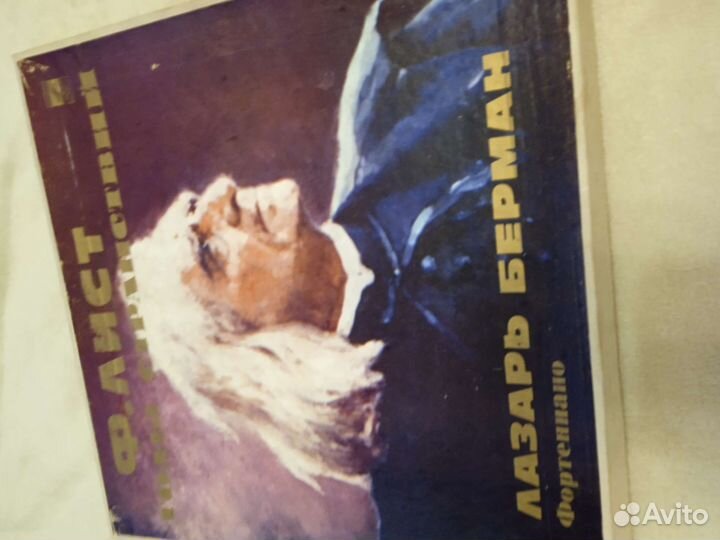 Ф. ЛИСТ
ГОДЫ СТРАНСТВИЙ
ЛАЗАРЬ БЕРМАН
Фортепиано
Avito